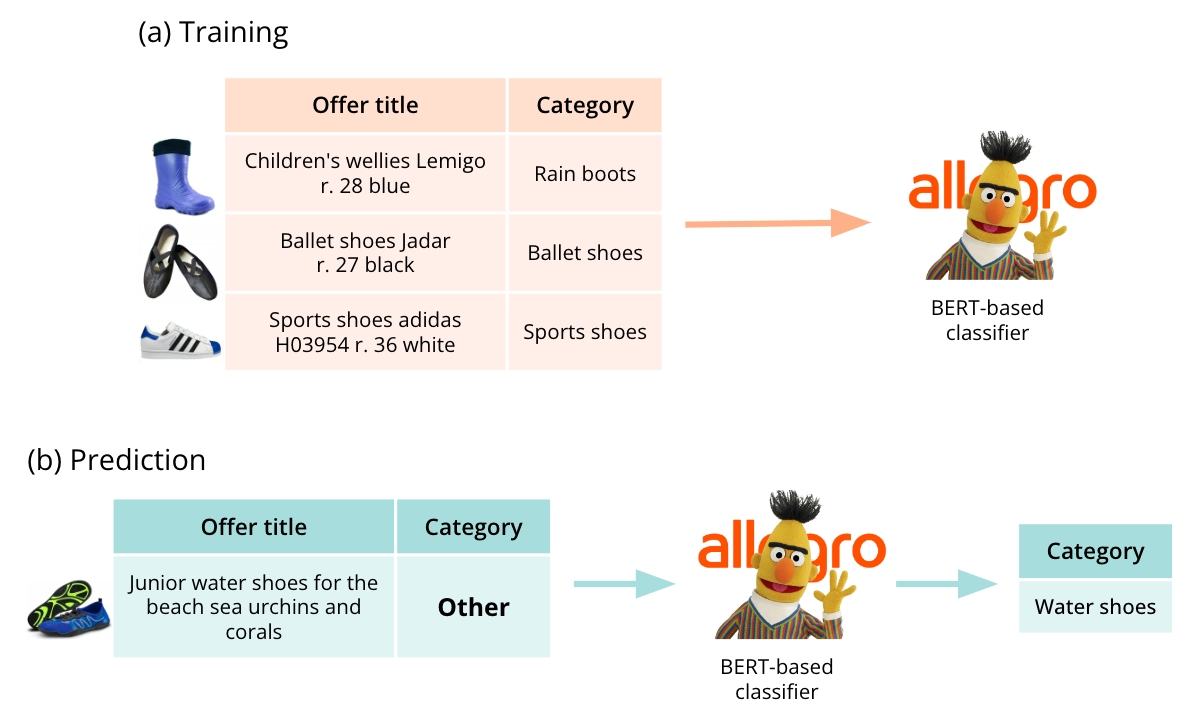 (a) Training
Offer title
Category
Children's wellies Lemigo
r. 28 blue
Rain boots
Ballet shoes Jadar
r. 27 black
Ballet shoes
Sports shoes adidas
H03954 r. 36 white
Sports shoes
allegro
BERT-based
classifier
(b) Prediction
Offer title
Category
Junior water shoes for the
beach sea urchins and
corals
Other
allegro
BERT-based
classifier
Category
Water shoes